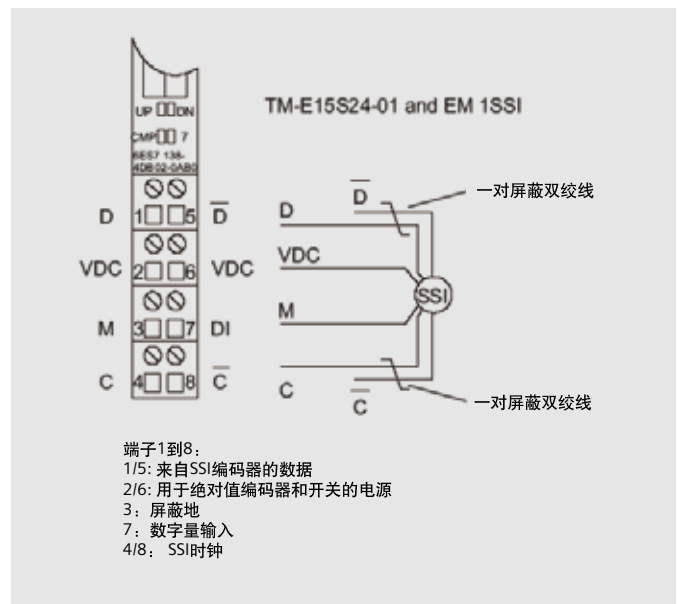 UP DN
CMP 7
6ES7 138-
4DB02-0AB0
TM-E15S24-01 and EM 1SSI
D 1 5 D̅
VDC 2 6 VDC
M 3 7 DI
C 4 8 C̅
D̅
D
VDC
M
C
C̅
SSI
一对屏蔽双绞线
一对屏蔽双绞线
端子1到8：
1/5: 来自SSI编码器的数据
2/6: 用于绝对值编码器和开关的电源
3：屏蔽地
7：数字量输入
4/8： SSI时钟